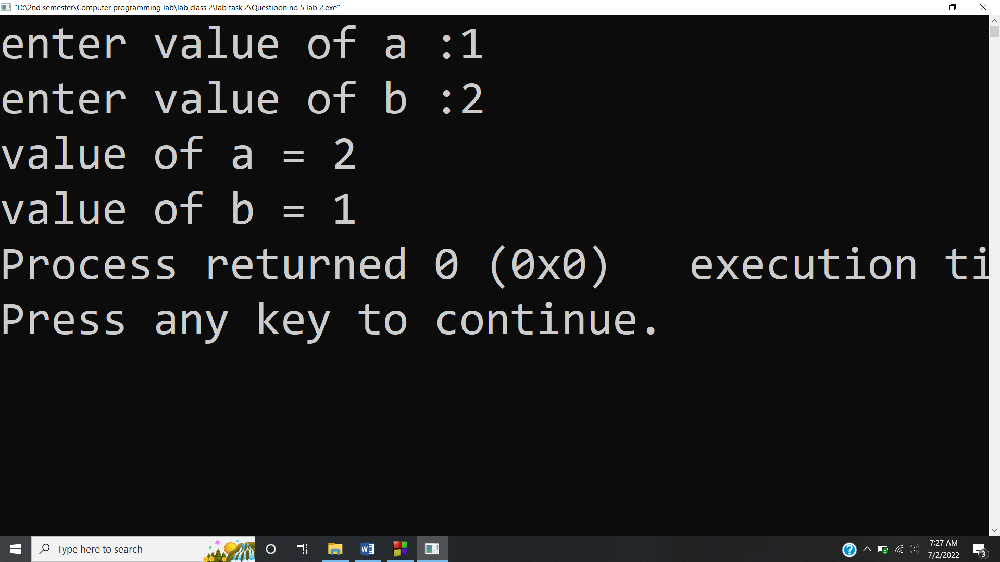 "D:\2nd semester\Computer programming lab\lab class 2\lab task 2\Questioon no 5 lab 2.exe"
enter value of a :1
enter value of b :2
value of a = 2
value of b = 1
Process returned 0 (0x0)   execution ti
Press any key to continue.
Type here to search
7:27 AM
7/2/2022
3